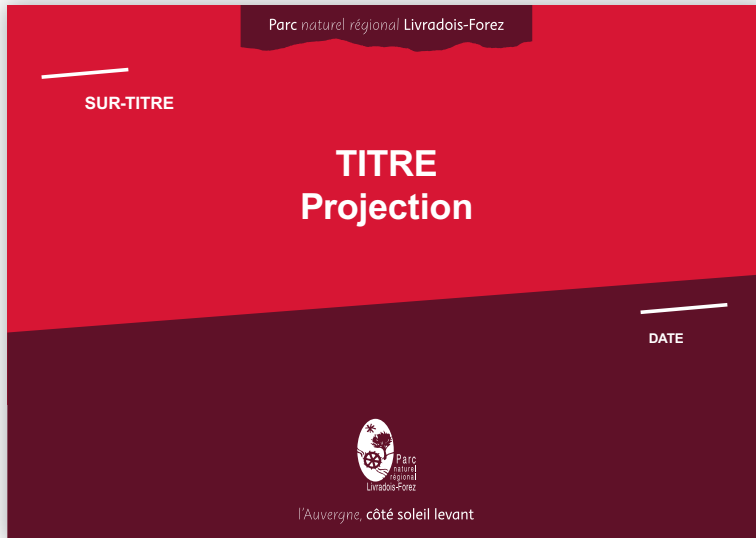 Parc naturel régional Livradois-Forez
SUR-TITRE
TITRE
Projection
DATE
Parc
naturel
régional
Livradois-Forez
l'Auvergne, côté soleil levant